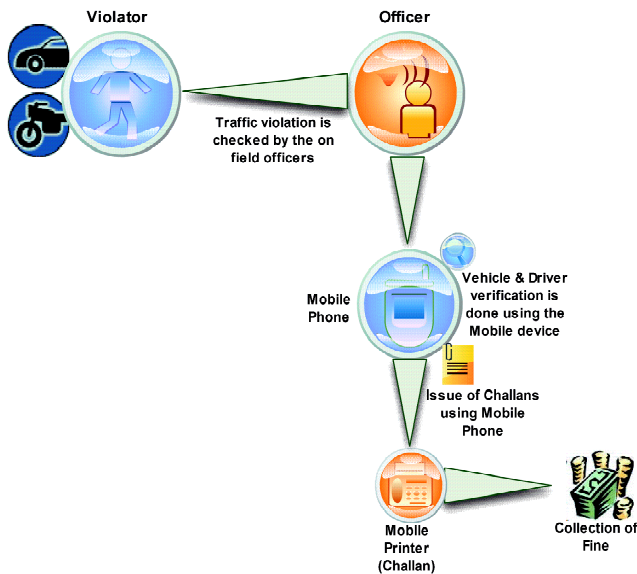 Violator
Officer
Traffic violation is
checked by the on
field officers
Mobile
Phone
Vehicle & Driver
verification is
done using the
Mobile device
Issue of Challans
using Mobile
Phone
Mobile
Printer
(Challan)
Collection of
Fine